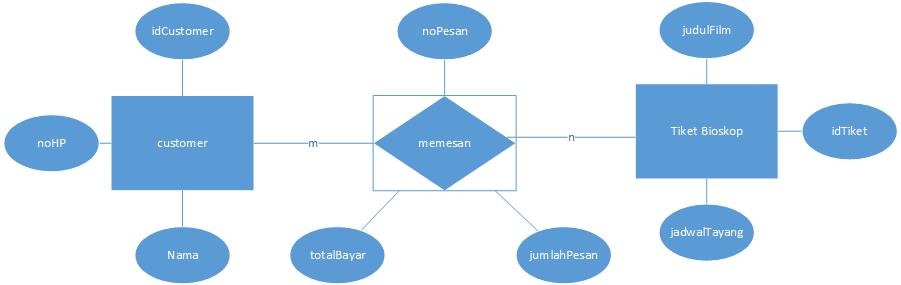 idCustomer
noPesan
judulFilm
noHP
customer
m
memesan
n
Tiket Bioskop
idTiket
Nama
totalBayar
jumlahPesan
jadwalTayang